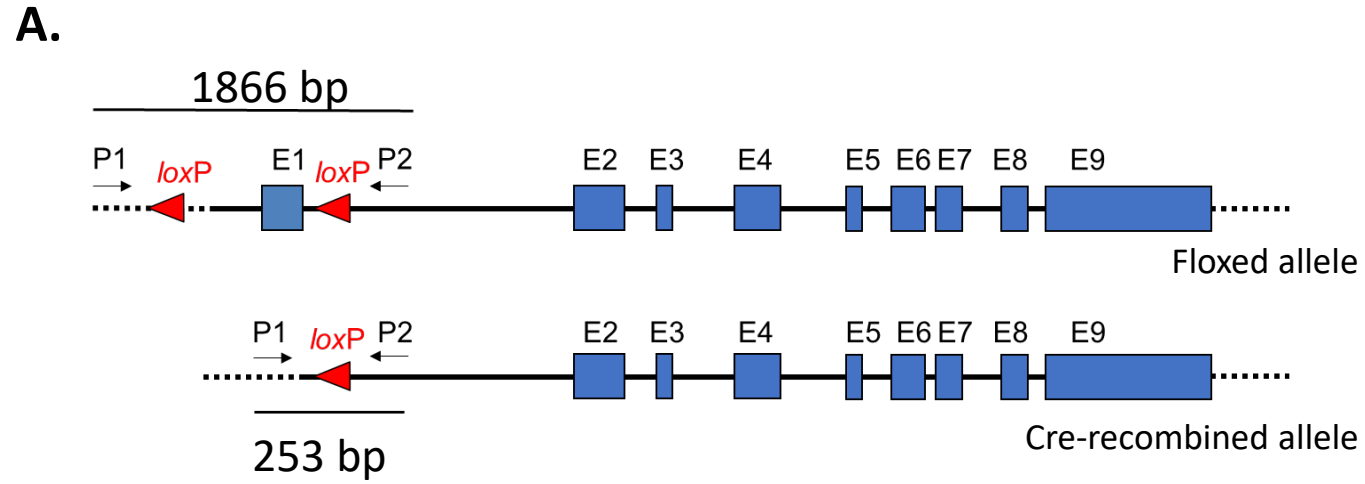 A.
1866 bp
P1 loxP E1 loxP P2 E2 E3 E4 E5 E6 E7 E8 E9
Floxed allele
P1 loxP P2 E2 E3 E4 E5 E6 E7 E8 E9
Cre-recombined allele
253 bp